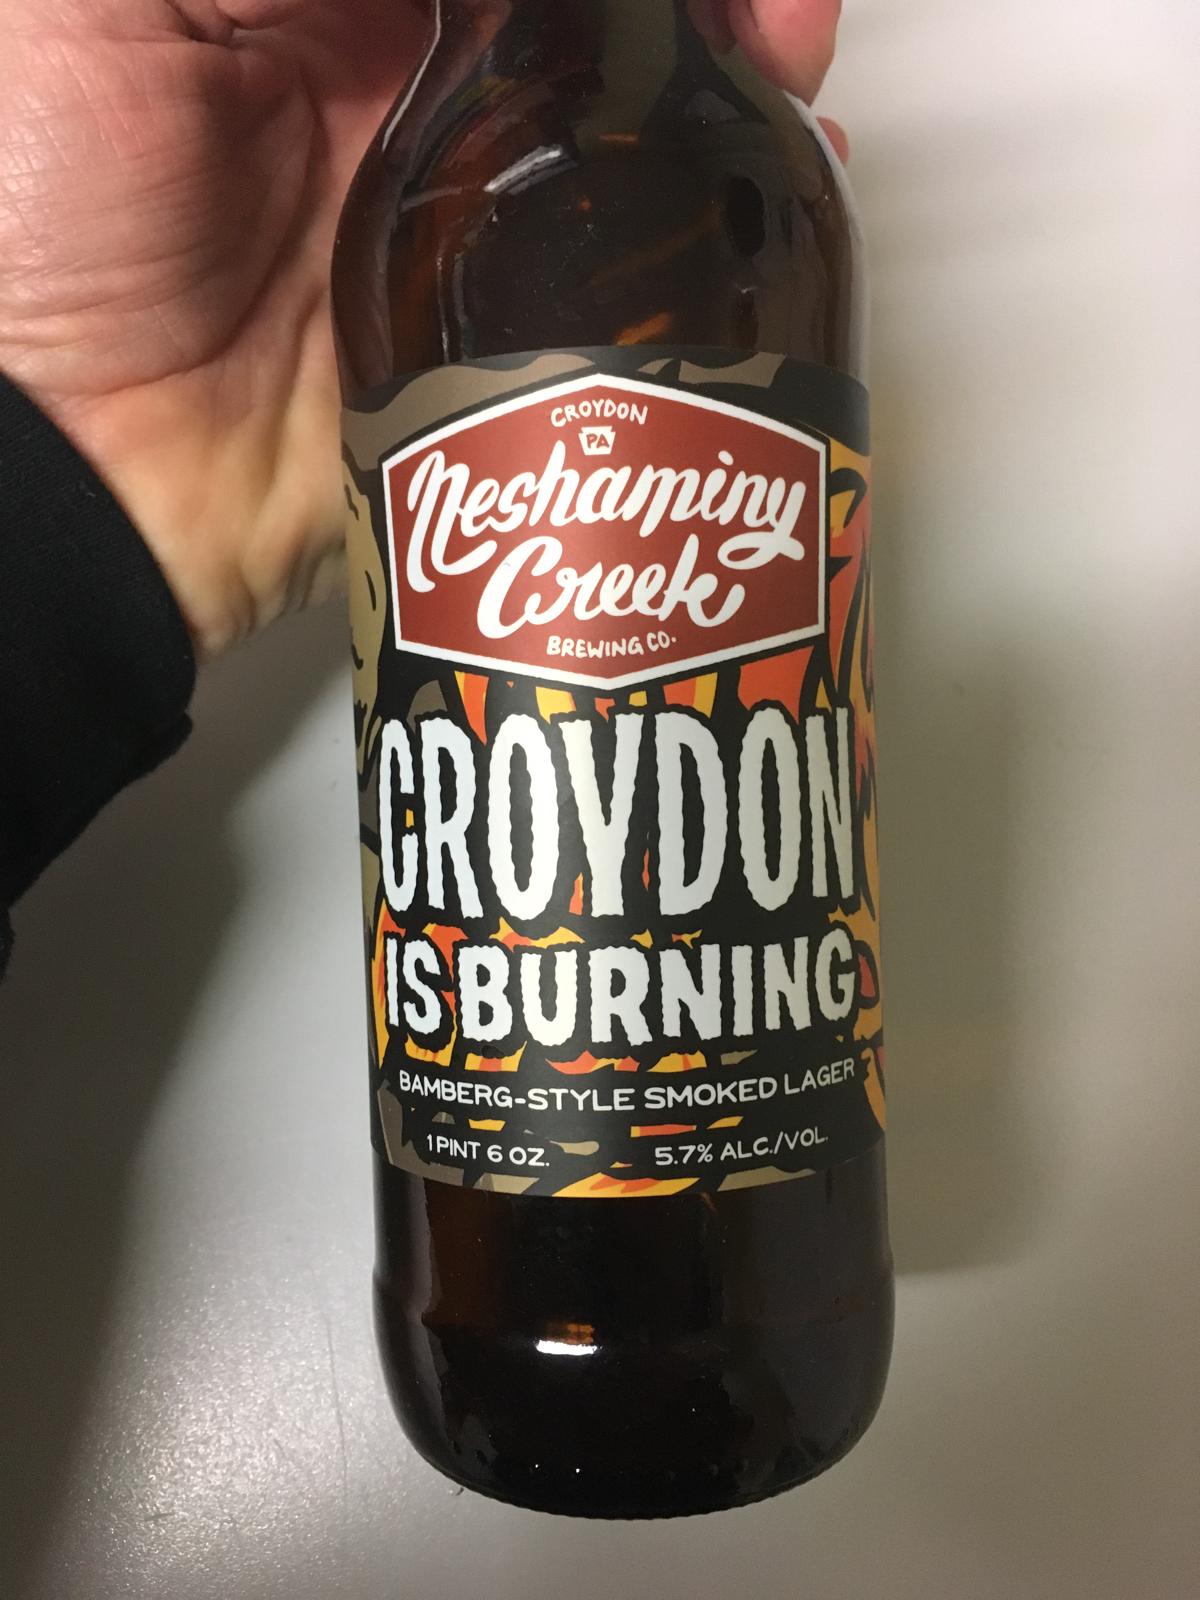 CROYDON
PA
Neshaminy
Creek
BREWING CO.
CROYDON
IS BURNING
BAMBERG-STYLE SMOKED LAGER
1 PINT 6 OZ. 5.7% ALC./VOL.